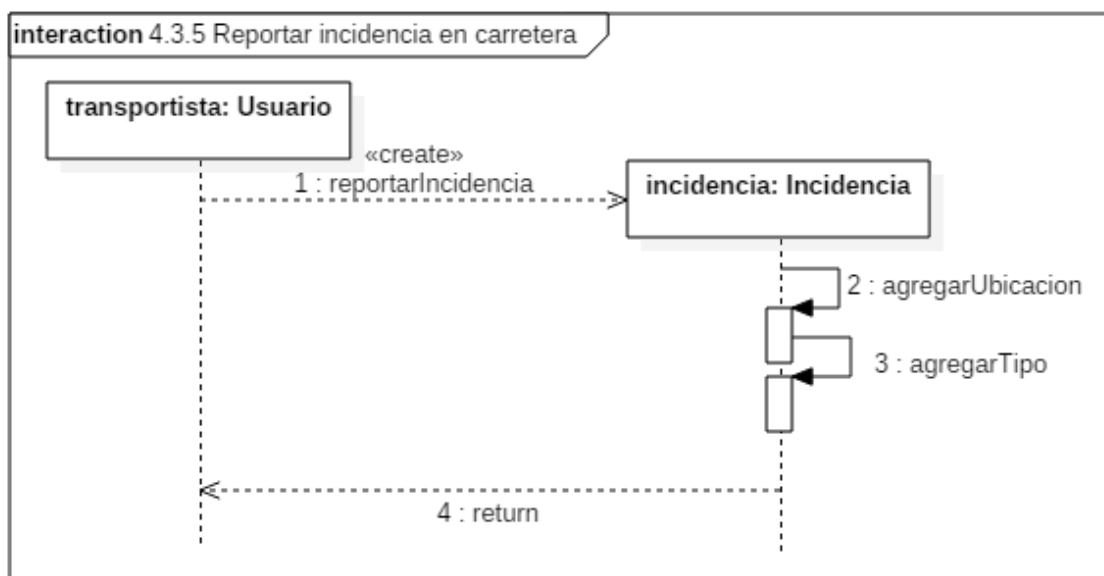 interaction 4.3.5 Reportar incidencia en carretera
transportista: Usuario
«create»
1 : reportarIncidencia
incidencia: Incidencia
2 : agregarUbicacion
3 : agregarTipo
4 : return